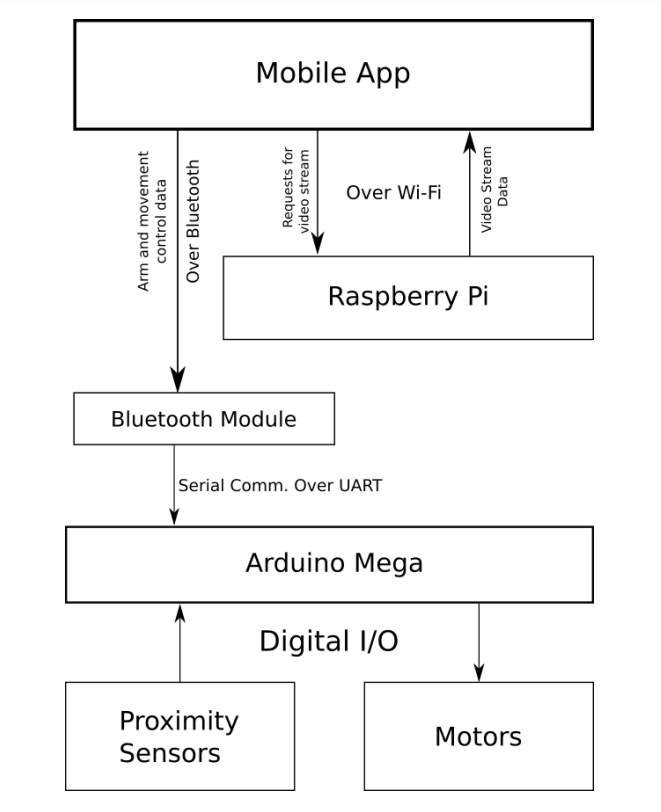 Mobile App
Arm and movement
control data
Over Bluetooth
Requests for
video stream
Over Wi-Fi
Video Stream
Data
Raspberry Pi
Bluetooth Module
Serial Comm. Over UART
Arduino Mega
Digital I/O
Proximity
Sensors
Motors